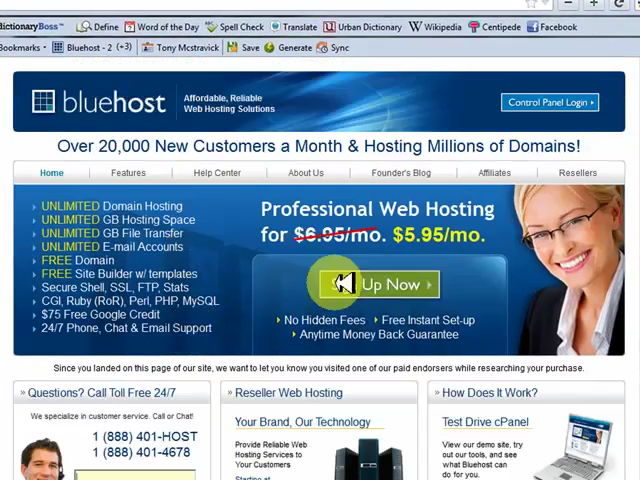 ictionaryBoss™ Define Word of the Day Spell Check Translate Urban Dictionary Wikipedia Centipede Facebook
Bookmarks Bluehost - 2 (+3) Tony Mcstravick Save Generate Sync
bluehost Affordable, Reliable
Web Hosting Solutions
Control Panel Login
Over 20,000 New Customers a Month & Hosting Millions of Domains!
Home Features Help Center About Us Founder's Blog Affiliates Resellers
UNLIMITED Domain Hosting
UNLIMITED GB Hosting Space
UNLIMITED GB File Transfer
UNLIMITED E-mail Accounts
FREE Domain
FREE Site Builder w/ templates
Secure Shell, SSL, FTP, Stats
CGI, Ruby (RoR), Perl, PHP, MySQL
$75 Free Google Credit
24/7 Phone, Chat & Email Support
Professional Web Hosting
for $6.95/mo. $5.95/mo.
Up Now
No Hidden Fees Free Instant Set-up
Anytime Money Back Guarantee
Since you landed on this page of our site, we want to let you know you visited one of our paid endorsers while researching your purchase.
» Questions? Call Toll Free 24/7
We specialize in customer service. Call or Chat!
1 (888) 401-HOST
1 (888) 401-4678
» Reseller Web Hosting
Your Brand, Our Technology
Provide Reliable Web
Hosting Services to
Your Customers
Starting at
» How Does It Work?
Test Drive cPanel
View our demo site, try
out our tools, and see
what Bluehost can
do for you.